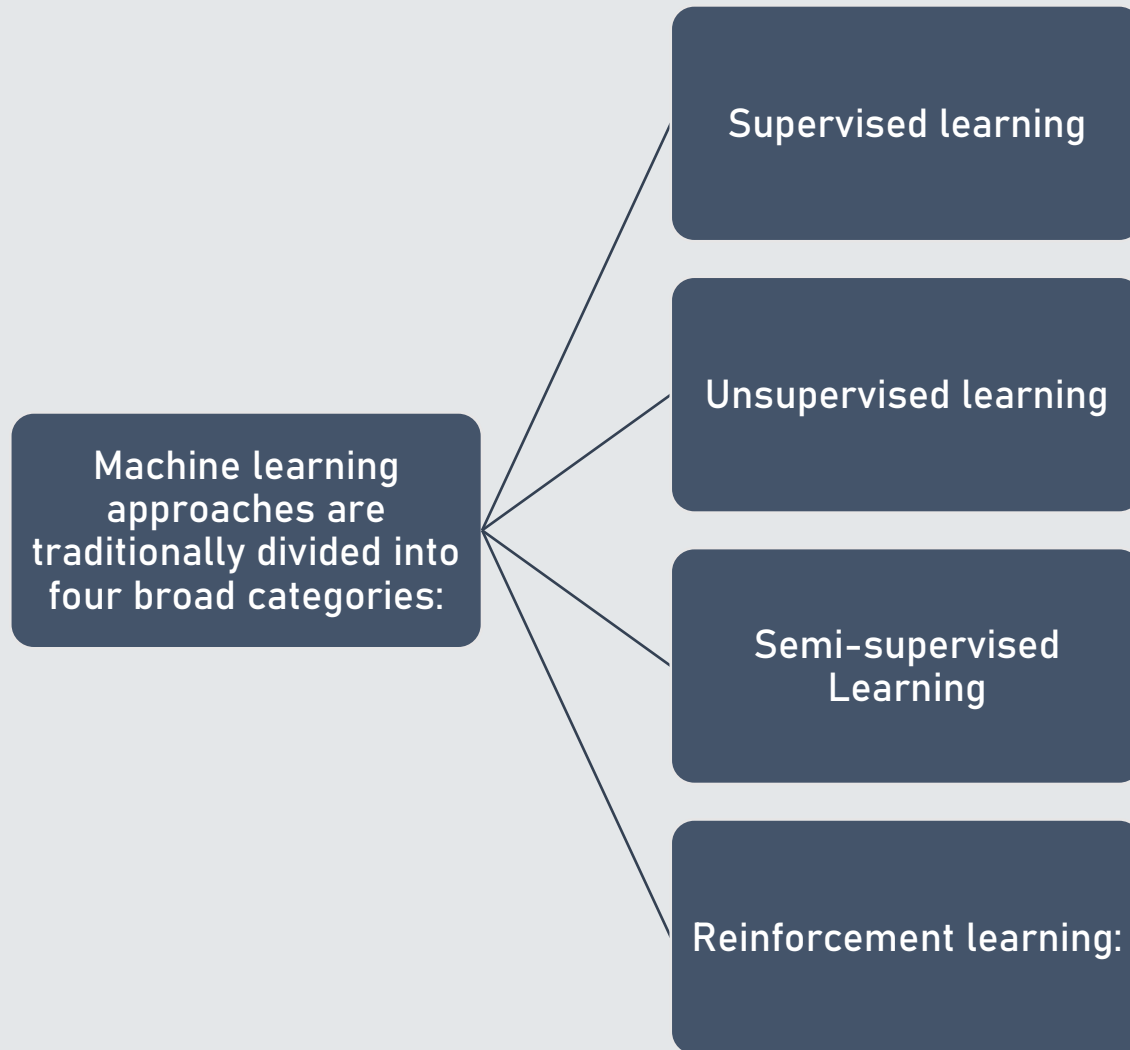 Machine learning
approaches are
traditionally divided into
four broad categories:
Supervised learning
Unsupervised learning
Semi-supervised
Learning
Reinforcement learning: